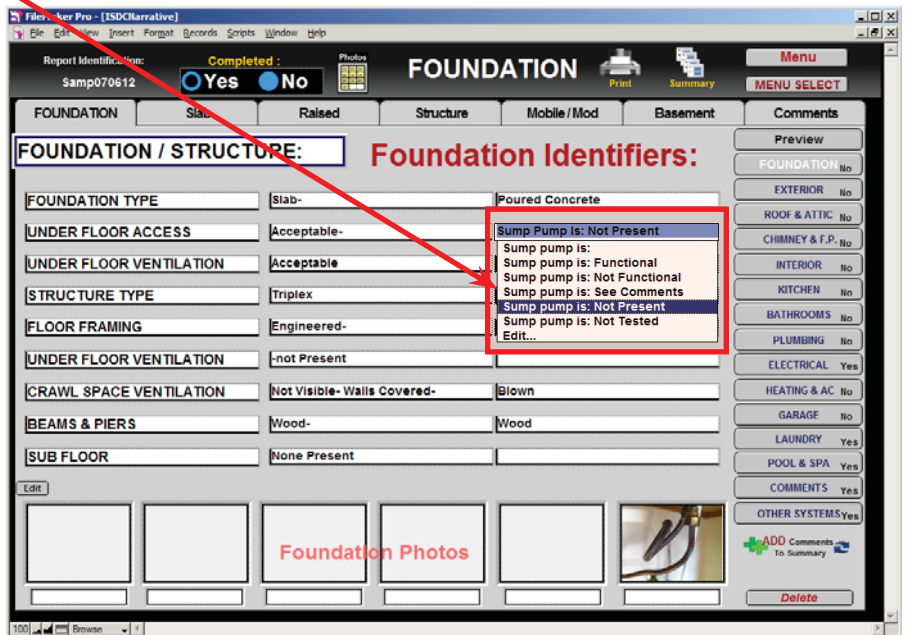 FileMaker Pro - [ISDCNarrative]
File Edit View Insert Format Records Scripts Window Help
Report Identification:
Samp070612
Completed :
Yes No
Photos
FOUNDATION
Print
Summary
Menu
MENU SELECT
FOUNDATION Slab Raised Structure Mobile / Mod Basement Comments
FOUNDATION / STRUCTURE:
Foundation Identifiers:
FOUNDATION TYPE Slab- Poured Concrete
UNDER FLOOR ACCESS Acceptable- Sump Pump Is: Not Present
Sump pump is:
Sump pump is: Functional
Sump pump is: Not Functional
Sump pump is: See Comments
Sump pump is: Not Present
Sump pump is: Not Tested
Edit...
UNDER FLOOR VENTILATION Acceptable
STRUCTURE TYPE Triplex
FLOOR FRAMING Engineered-
UNDER FLOOR VENTILATION -not Present
CRAWL SPACE VENTILATION Not Visible- Walls Covered- Blown
BEAMS & PIERS Wood- Wood
SUB FLOOR None Present
Edit
Foundation Photos
Preview
FOUNDATION No
EXTERIOR No
ROOF & ATTIC No
CHIMNEY & F.P. No
INTERIOR No
KITCHEN No
BATHROOMS No
PLUMBING No
ELECTRICAL Yes
HEATING & AC No
GARAGE No
LAUNDRY Yes
POOL & SPA Yes
COMMENTS Yes
OTHER SYSTEMS Yes
ADD Comments
To Summary
Delete
100 Browse